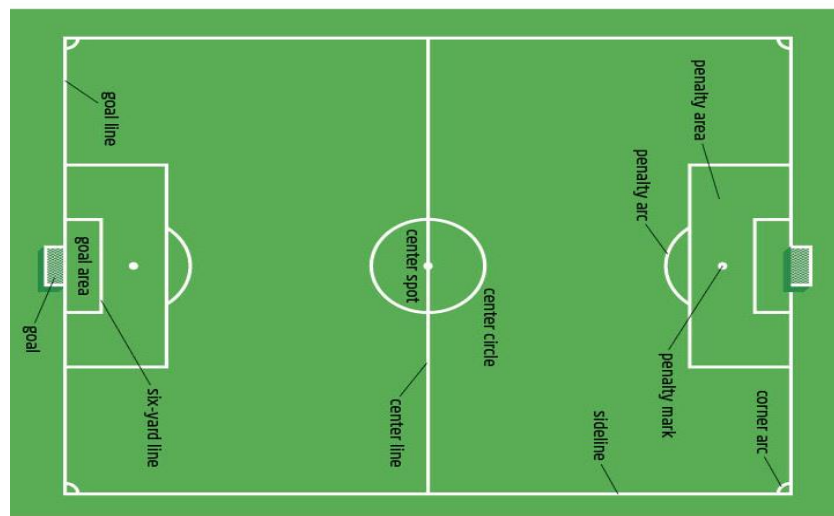 corner arc
penalty area
penalty mark
penalty arc
sideline
center circle
center spot
center line
six-yard line
goal line
goal area
goal